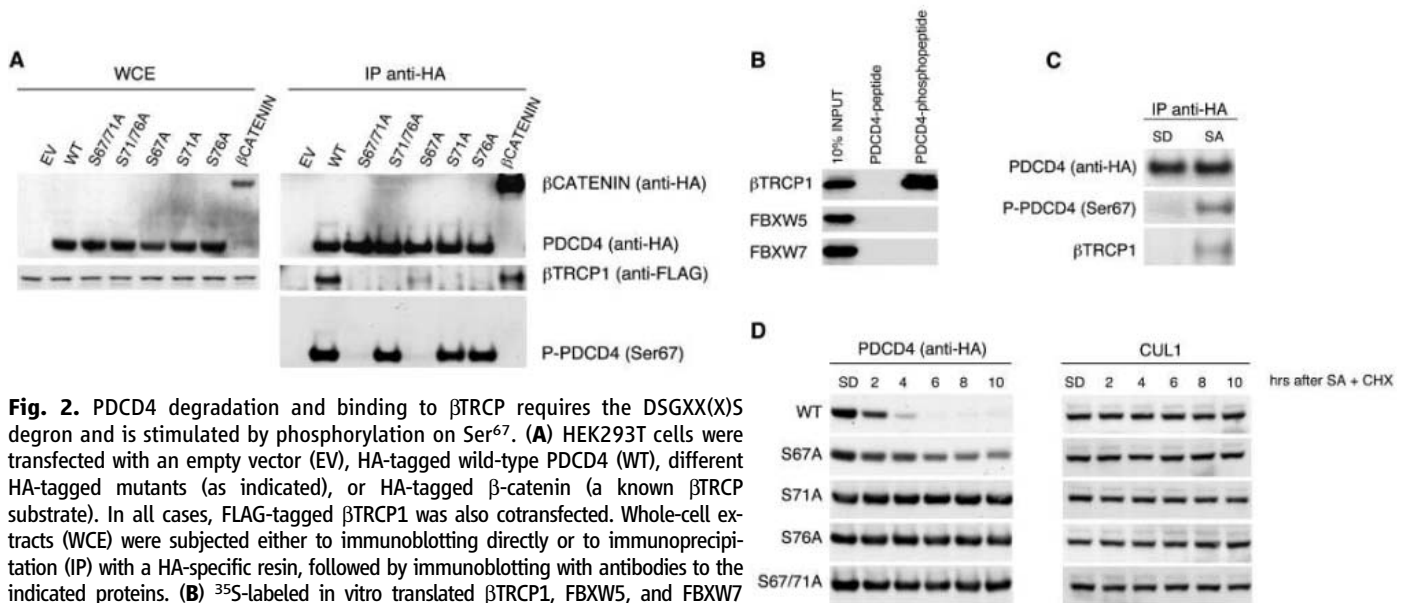 A
WCE
IP anti-HA
EV
WT
S67/71A
S71/76A
S67A
S71A
S76A
βCATENIN
EV
WT
S67/71A
S71/76A
S67A
S71A
S76A
βCATENIN
βCATENIN (anti-HA)
PDCD4 (anti-HA)
βTRCP1 (anti-FLAG)
P-PDCD4 (Ser67)
B
10% INPUT
PDCD4-peptide
PDCD4-phosphopeptide
βTRCP1
FBXW5
FBXW7
C
IP anti-HA
SD SA
PDCD4 (anti-HA)
P-PDCD4 (Ser67)
βTRCP1
D
PDCD4 (anti-HA)
SD 2 4 6 8 10
WT
S67A
S71A
S76A
S67/71A
CUL1
SD 2 4 6 8 10
hrs after SA + CHX
Fig. 2. PDCD4 degradation and binding to βTRCP requires the DSGXX(X)S
degron and is stimulated by phosphorylation on Ser⁶⁷. (A) HEK293T cells were
transfected with an empty vector (EV), HA-tagged wild-type PDCD4 (WT), different
HA-tagged mutants (as indicated), or HA-tagged β-catenin (a known βTRCP
substrate). In all cases, FLAG-tagged βTRCP1 was also cotransfected. Whole-cell ex-
tracts (WCE) were subjected either to immunoblotting directly or to immunoprecipi-
tation (IP) with a HA-specific resin, followed by immunoblotting with antibodies to the
indicated proteins. (B) ³⁵S-labeled in vitro translated βTRCP1, FBXW5, and FBXW7